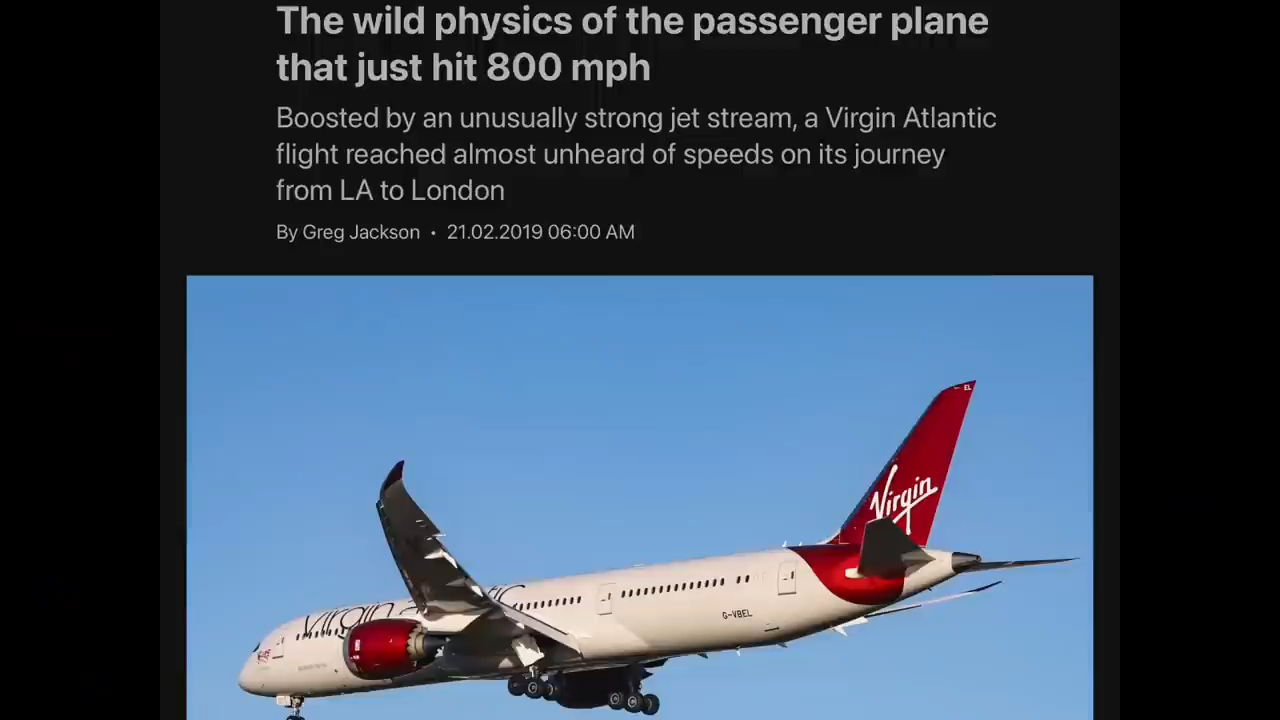 The wild physics of the passenger plane
that just hit 800 mph
Boosted by an unusually strong jet stream, a Virgin Atlantic
flight reached almost unheard of speeds on its journey
from LA to London
By Greg Jackson • 21.02.2019 06:00 AM
EL
Virgin
G-VBEL